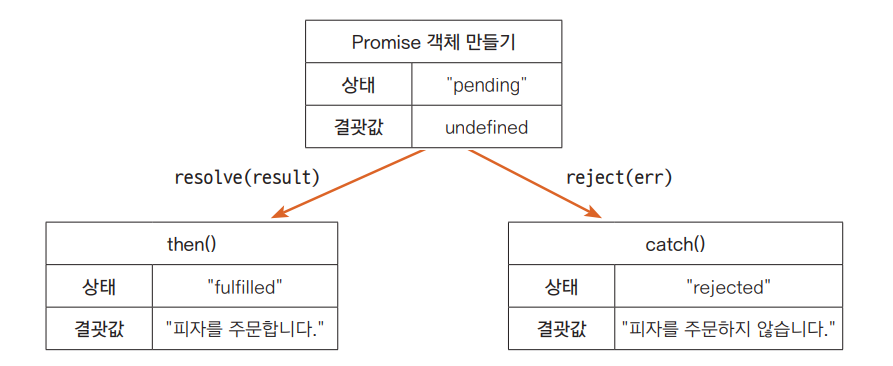 Promise 객체 만들기
상태 "pending"
결괏값 undefined
resolve(result) reject(err)
then()
상태 "fulfilled"
결괏값 "피자를 주문합니다."
catch()
상태 "rejected"
결괏값 "피자를 주문하지 않습니다."